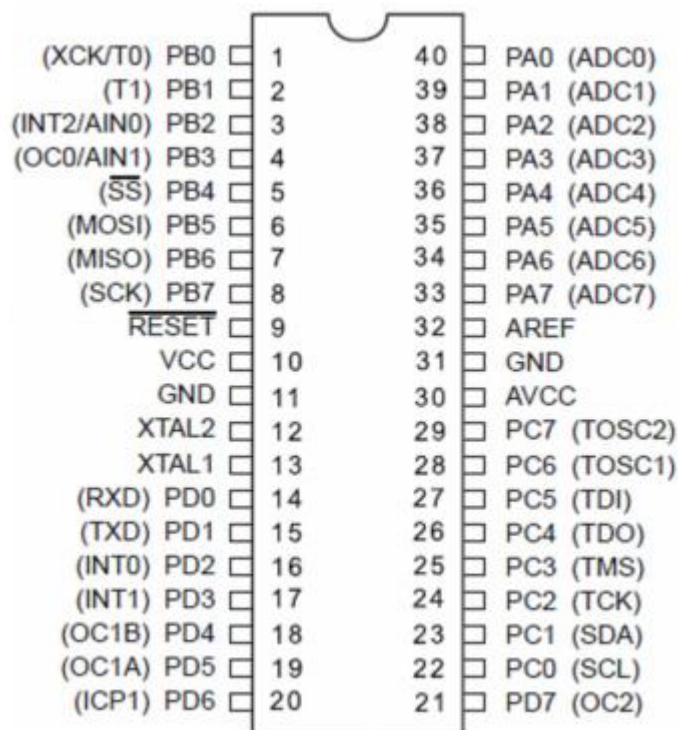 (XCK/T0) PB0 1 40 PA0 (ADC0)
(T1) PB1 2 39 PA1 (ADC1)
(INT2/AIN0) PB2 3 38 PA2 (ADC2)
(OC0/AIN1) PB3 4 37 PA3 (ADC3)
(SS) PB4 5 36 PA4 (ADC4)
(MOSI) PB5 6 35 PA5 (ADC5)
(MISO) PB6 7 34 PA6 (ADC6)
(SCK) PB7 8 33 PA7 (ADC7)
RESET 9 32 AREF
VCC 10 31 GND
GND 11 30 AVCC
XTAL2 12 29 PC7 (TOSC2)
XTAL1 13 28 PC6 (TOSC1)
(RXD) PD0 14 27 PC5 (TDI)
(TXD) PD1 15 26 PC4 (TDO)
(INT0) PD2 16 25 PC3 (TMS)
(INT1) PD3 17 24 PC2 (TCK)
(OC1B) PD4 18 23 PC1 (SDA)
(OC1A) PD5 19 22 PC0 (SCL)
(ICP1) PD6 20 21 PD7 (OC2)